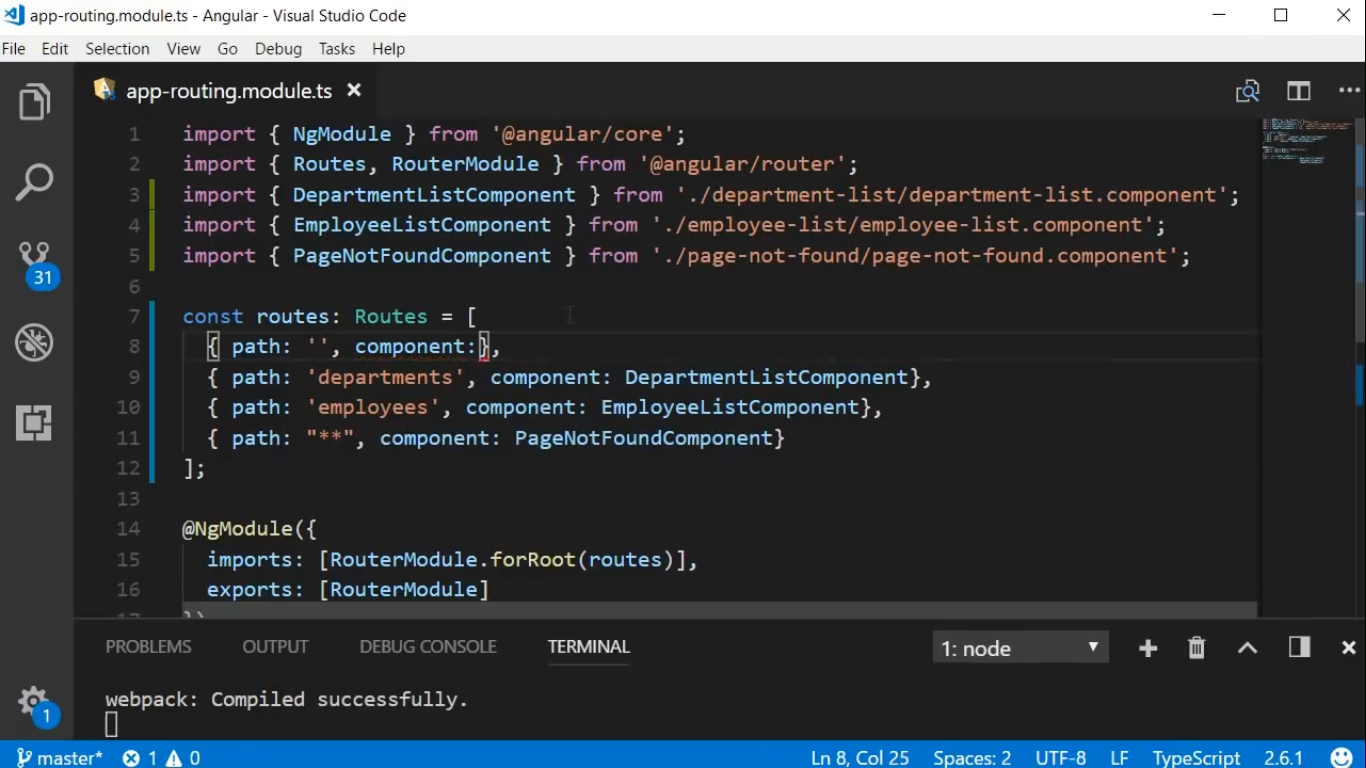 app-routing.module.ts - Angular - Visual Studio Code
File Edit Selection View Go Debug Tasks Help
app-routing.module.ts
1 import { NgModule } from '@angular/core';
2 import { Routes, RouterModule } from '@angular/router';
3 import { DepartmentListComponent } from './department-list/department-list.component';
4 import { EmployeeListComponent } from './employee-list/employee-list.component';
5 import { PageNotFoundComponent } from './page-not-found/page-not-found.component';
6
7 const routes: Routes = [
8 { path: '', component:},
9 { path: 'departments', component: DepartmentListComponent},
10 { path: 'employees', component: EmployeeListComponent},
11 { path: "**", component: PageNotFoundComponent}
12 ];
13
14 @NgModule({
15 imports: [RouterModule.forRoot(routes)],
16 exports: [RouterModule]
17 })
31
PROBLEMS OUTPUT DEBUG CONSOLE TERMINAL 1: node
webpack: Compiled successfully.
1
master* 1 0 Ln 8, Col 25 Spaces: 2 UTF-8 LF TypeScript 2.6.1